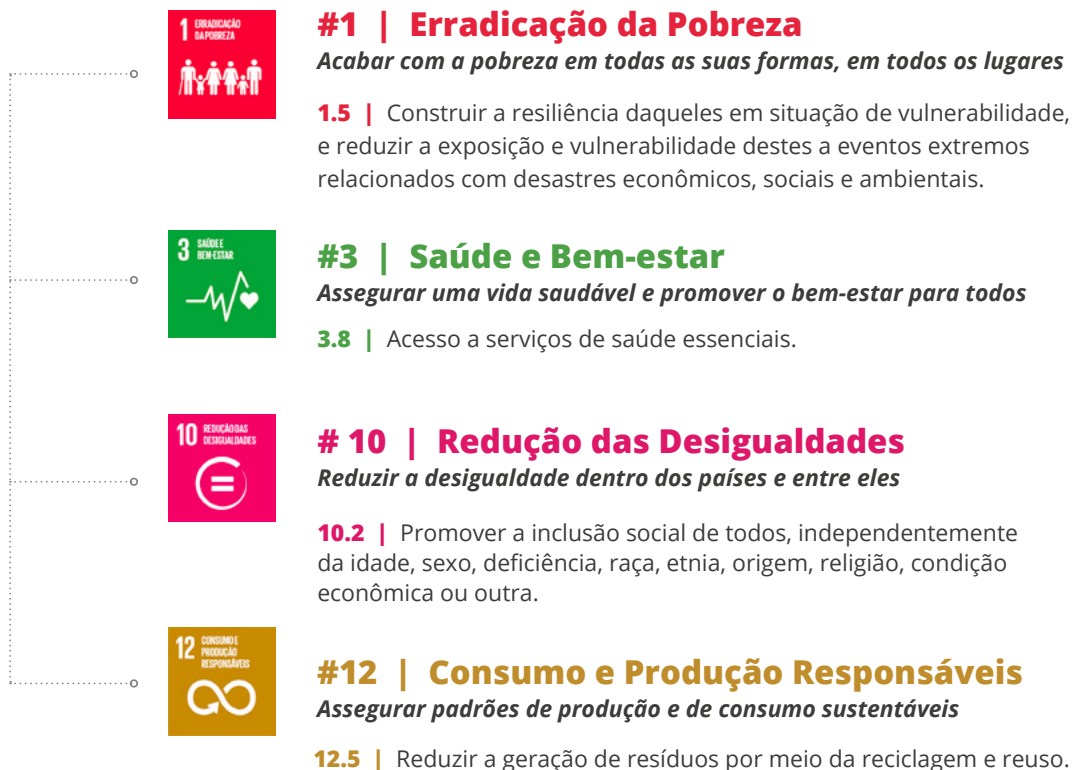 1 ERRADICAÇÃO
DA POBREZA
#1 | Erradicação da Pobreza
Acabar com a pobreza em todas as suas formas, em todos os lugares
1.5 | Construir a resiliência daqueles em situação de vulnerabilidade,
e reduzir a exposição e vulnerabilidade destes a eventos extremos
relacionados com desastres econômicos, sociais e ambientais.
3 SAÚDE E
BEM-ESTAR
#3 | Saúde e Bem-estar
Assegurar uma vida saudável e promover o bem-estar para todos
3.8 | Acesso a serviços de saúde essenciais.
10 REDUÇÃO DAS
DESIGUALDADES
# 10 | Redução das Desigualdades
Reduzir a desigualdade dentro dos países e entre eles
10.2 | Promover a inclusão social de todos, independentemente
da idade, sexo, deficiência, raça, etnia, origem, religião, condição
econômica ou outra.
12 CONSUMO E
PRODUÇÃO
RESPONSÁVEIS
#12 | Consumo e Produção Responsáveis
Assegurar padrões de produção e de consumo sustentáveis
12.5 | Reduzir a geração de resíduos por meio da reciclagem e reuso.